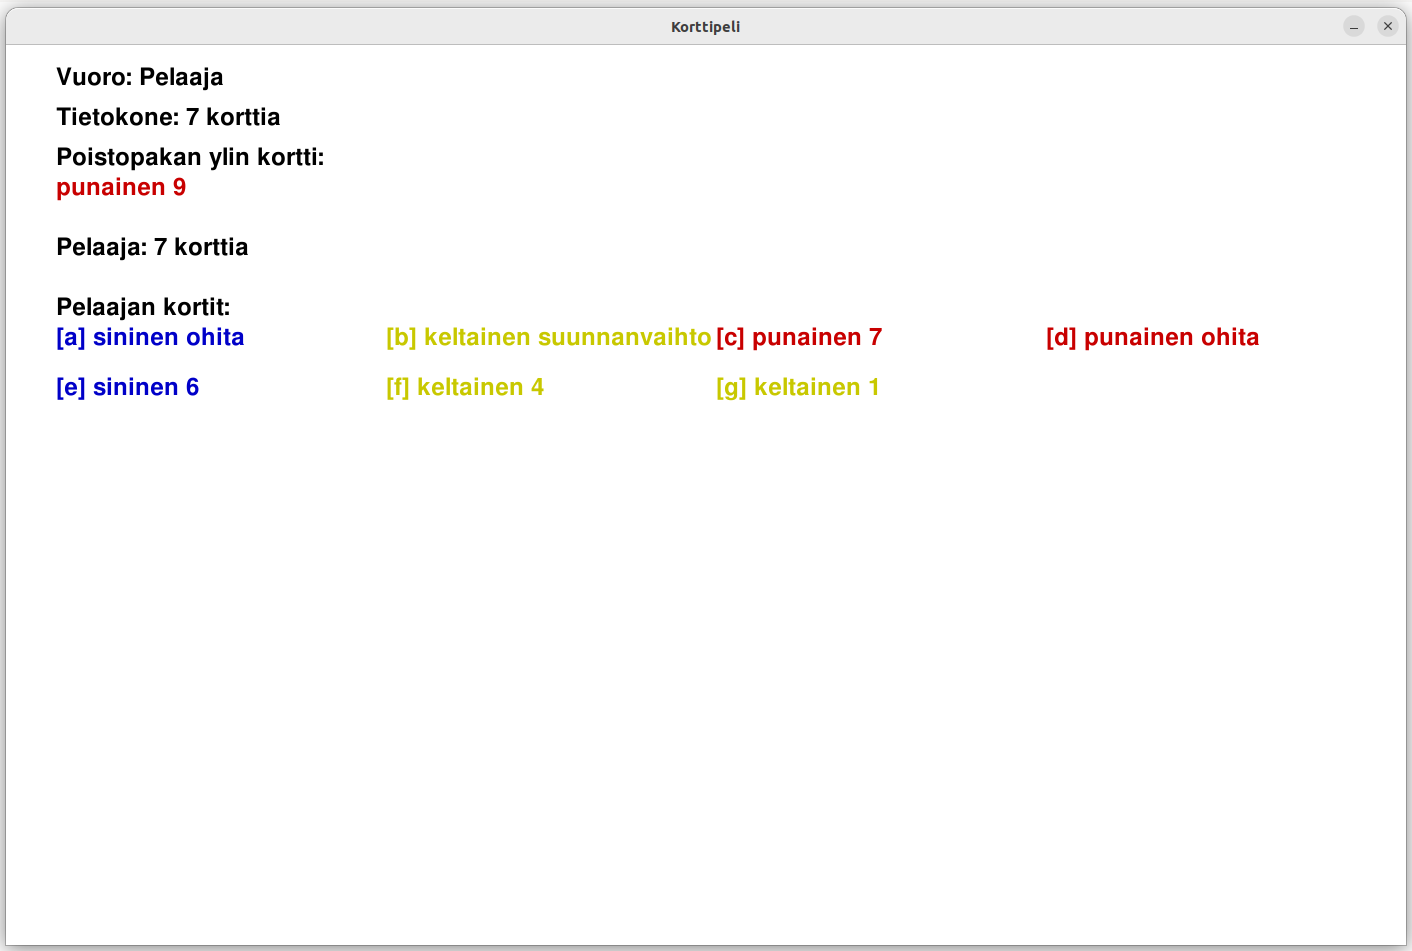 Korttipeli
Vuoro: Pelaaja
Tietokone: 7 korttia
Poistopakan ylin kortti:
punainen 9
Pelaaja: 7 korttia
Pelaajan kortit:
[a] sininen ohita [b] keltainen suunnanvaihto [c] punainen 7 [d] punainen ohita
[e] sininen 6 [f] keltainen 4 [g] keltainen 1